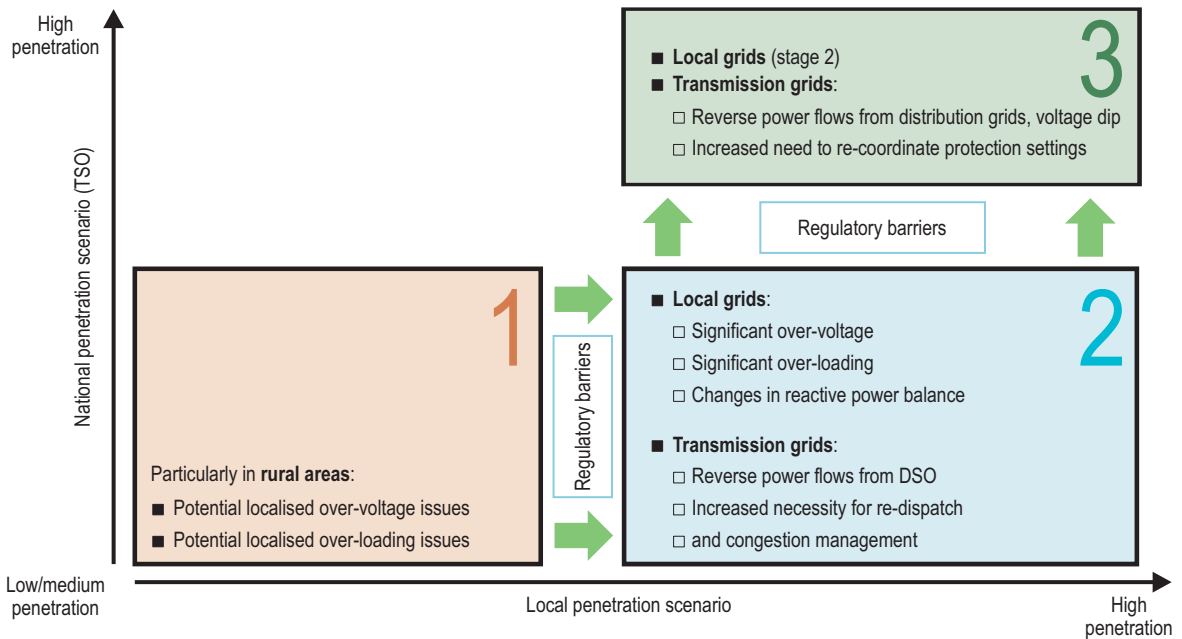 High
penetration
National penetration scenario (TSO)
3
■ Local grids (stage 2)
■ Transmission grids:
□ Reverse power flows from distribution grids, voltage dip
□ Increased need to re-coordinate protection settings
Regulatory barriers
1
Particularly in rural areas:
■ Potential localised over-voltage issues
■ Potential localised over-loading issues
Regulatory barriers
2
■ Local grids:
□ Significant over-voltage
□ Significant over-loading
□ Changes in reactive power balance
■ Transmission grids:
□ Reverse power flows from DSO
□ Increased necessity for re-dispatch
□ and congestion management
Low/medium
penetration
Local penetration scenario
High
penetration